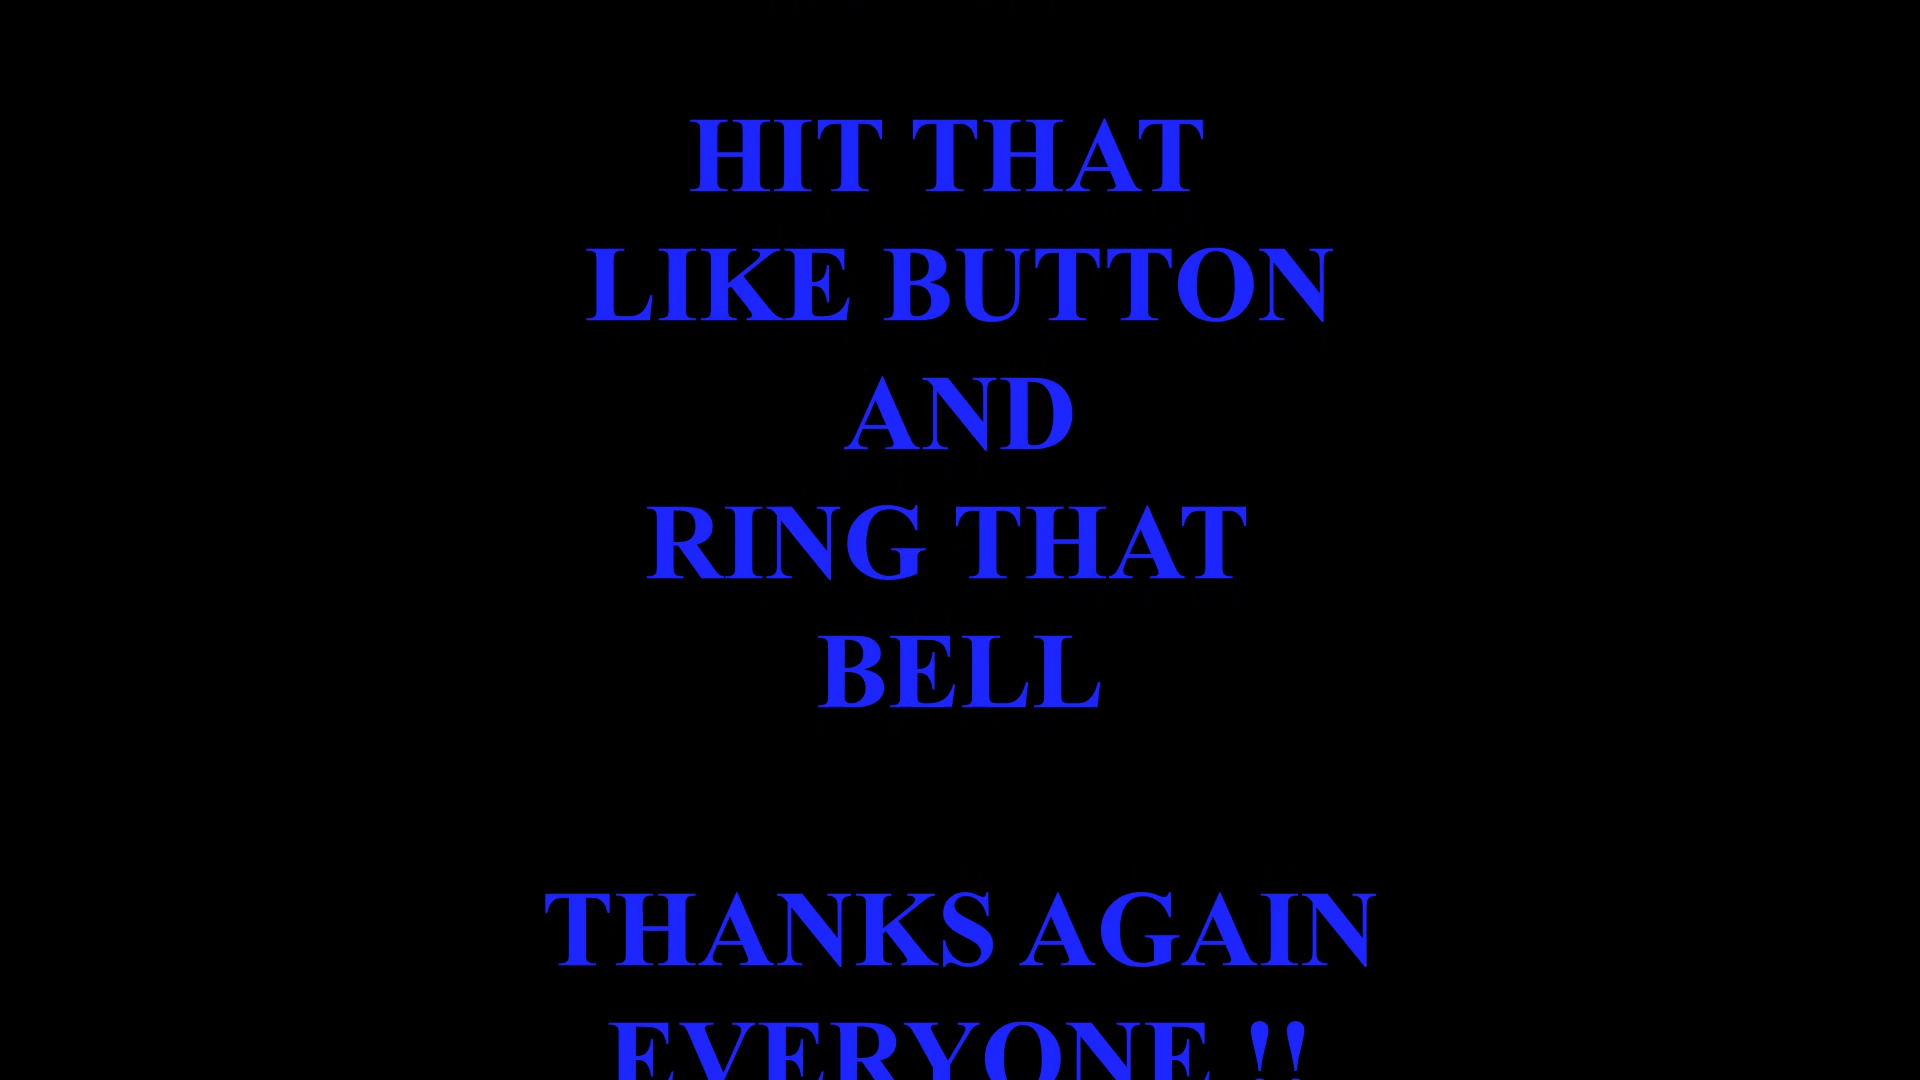 HIT THAT
LIKE BUTTON
AND
RING THAT
BELL
THANKS AGAIN
EVERYONE !!